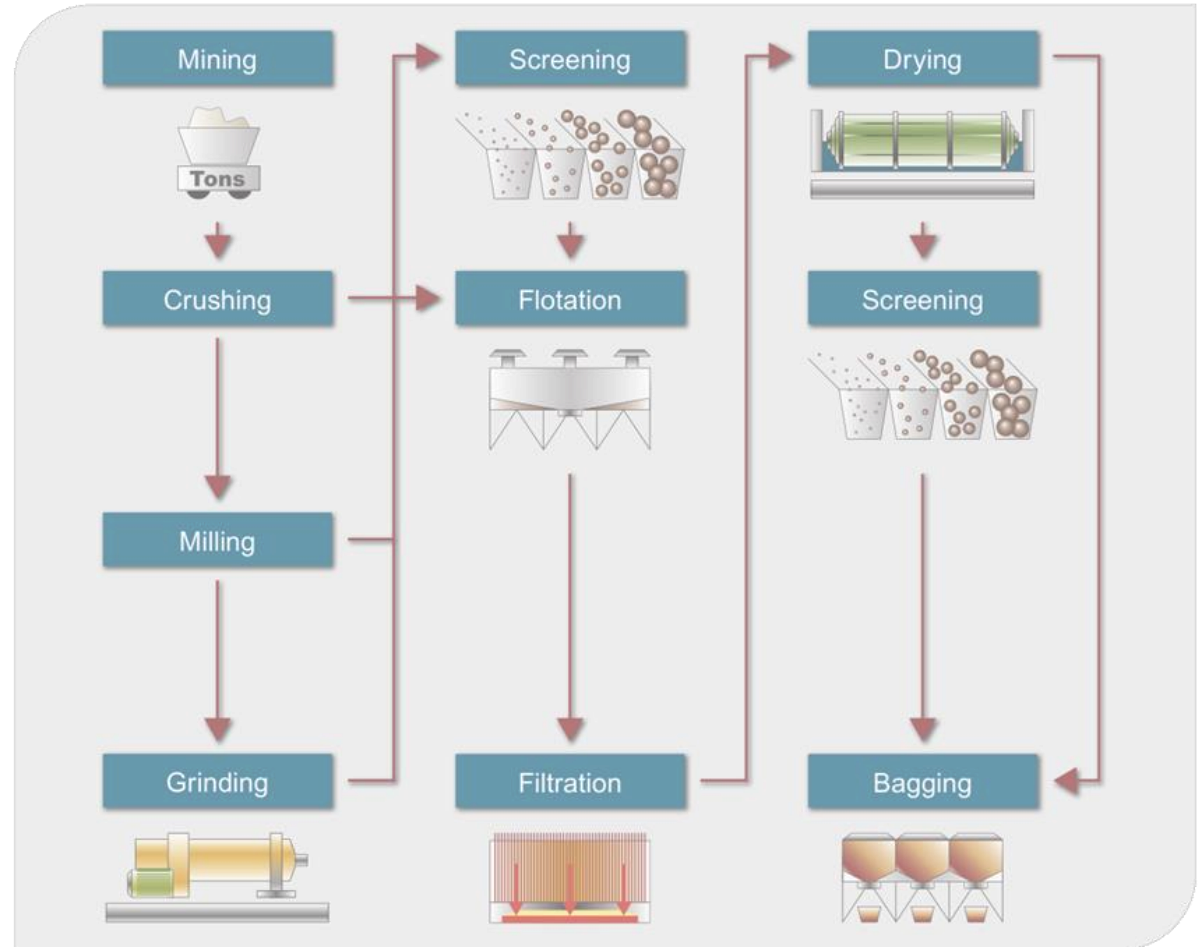 Mining
Tons
Crushing
Milling
Grinding
Screening
Flotation
Filtration
Drying
Screening
Bagging